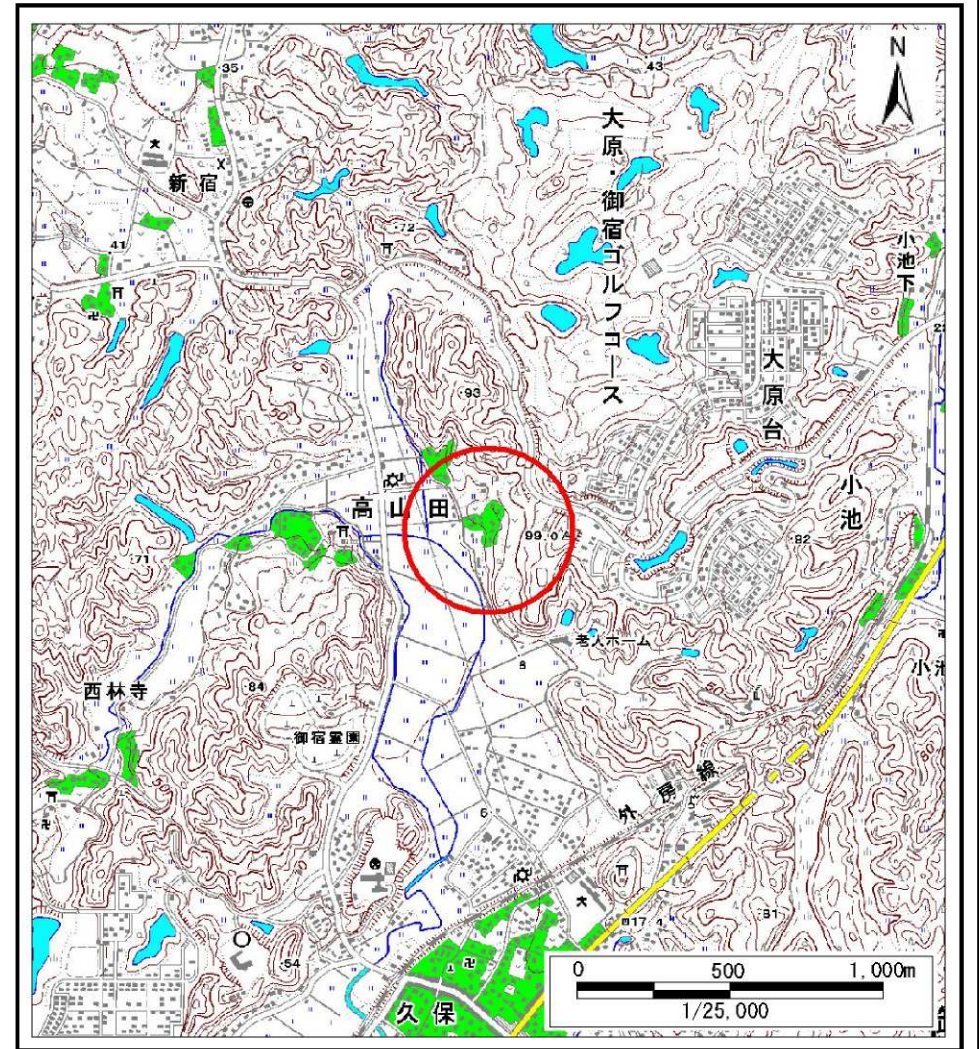 N
35
43
大原・御宿ゴルフコース
新宿
72
小池下
41
大原台
93
小池
高山田
99.0
82
71
老人ホーム
8
小池
西林寺
84
御宿霊園
外房線
6
17.4
61
54
久保
0 500 1,000m
1/25,000